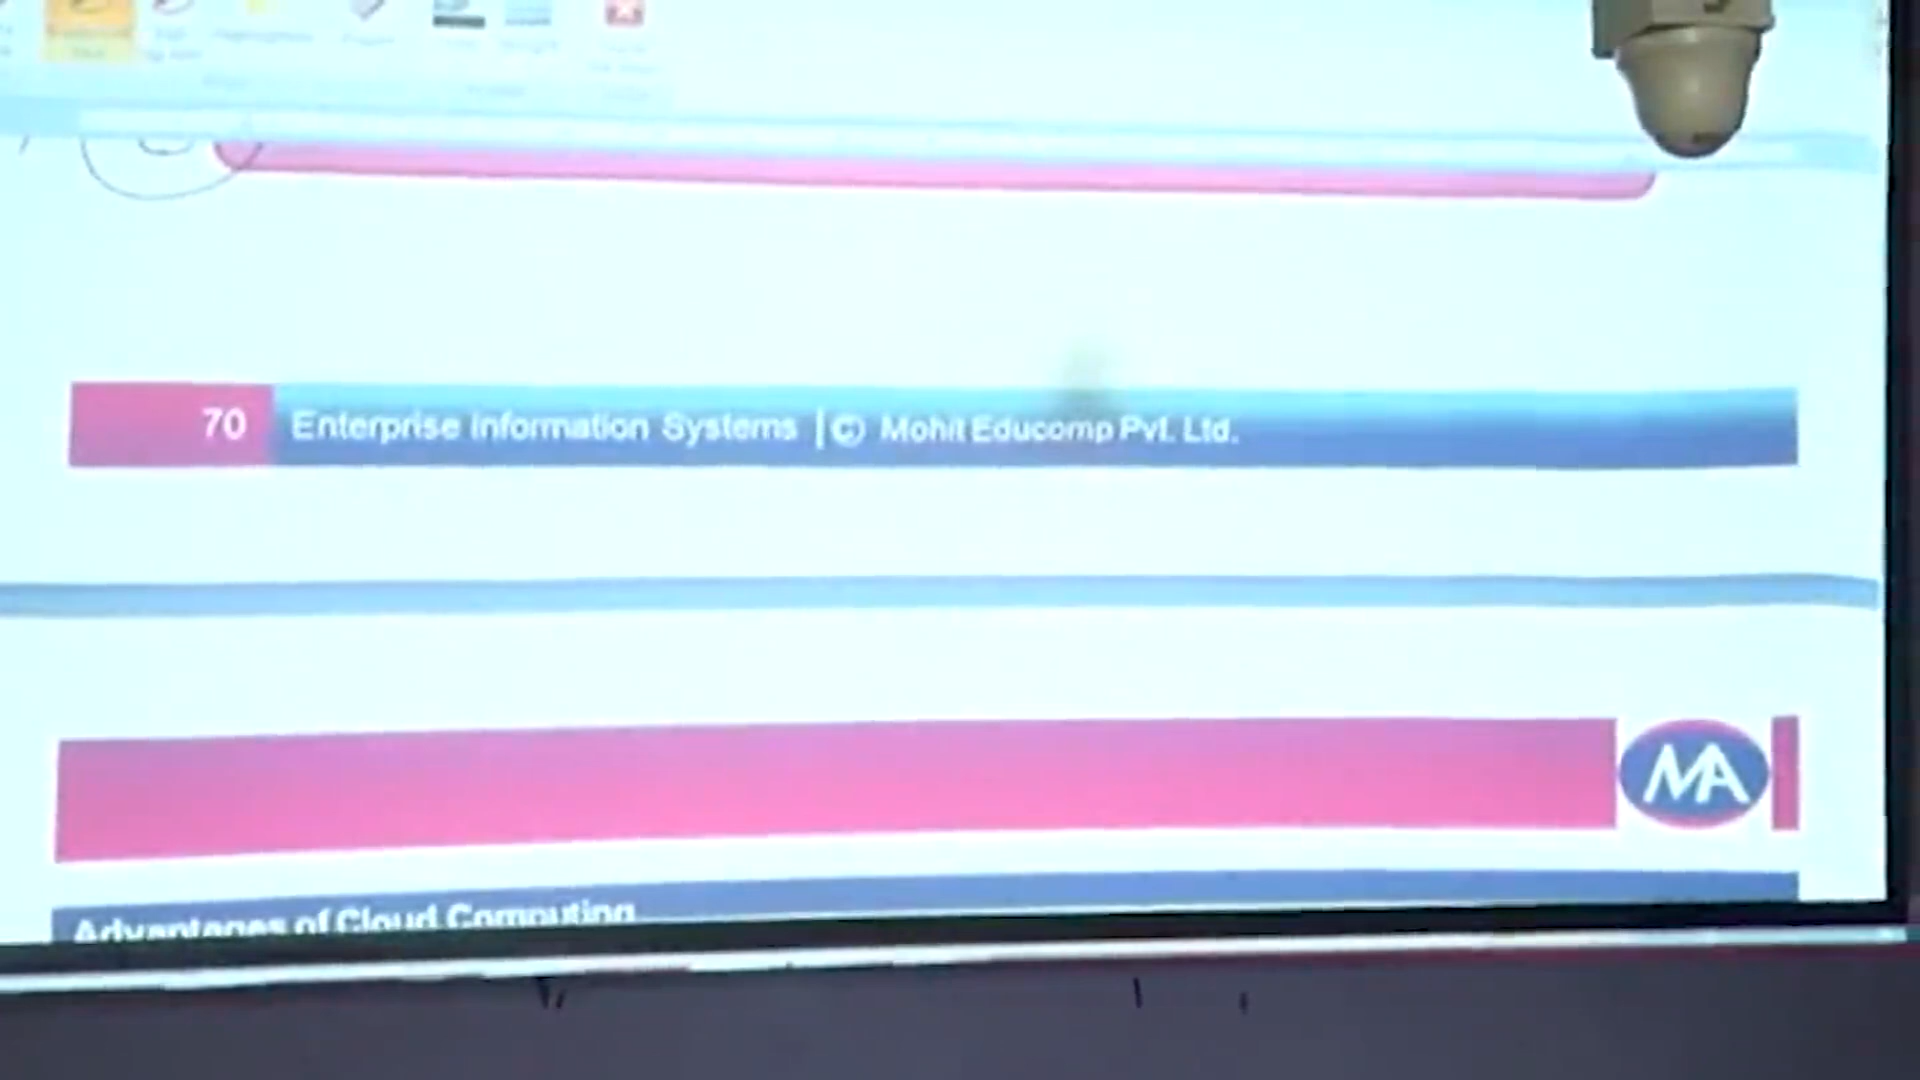 70 Enterprise Information Systems | © Mohit Educomp Pvt. Ltd.
MA
Advantages of Cloud Computing